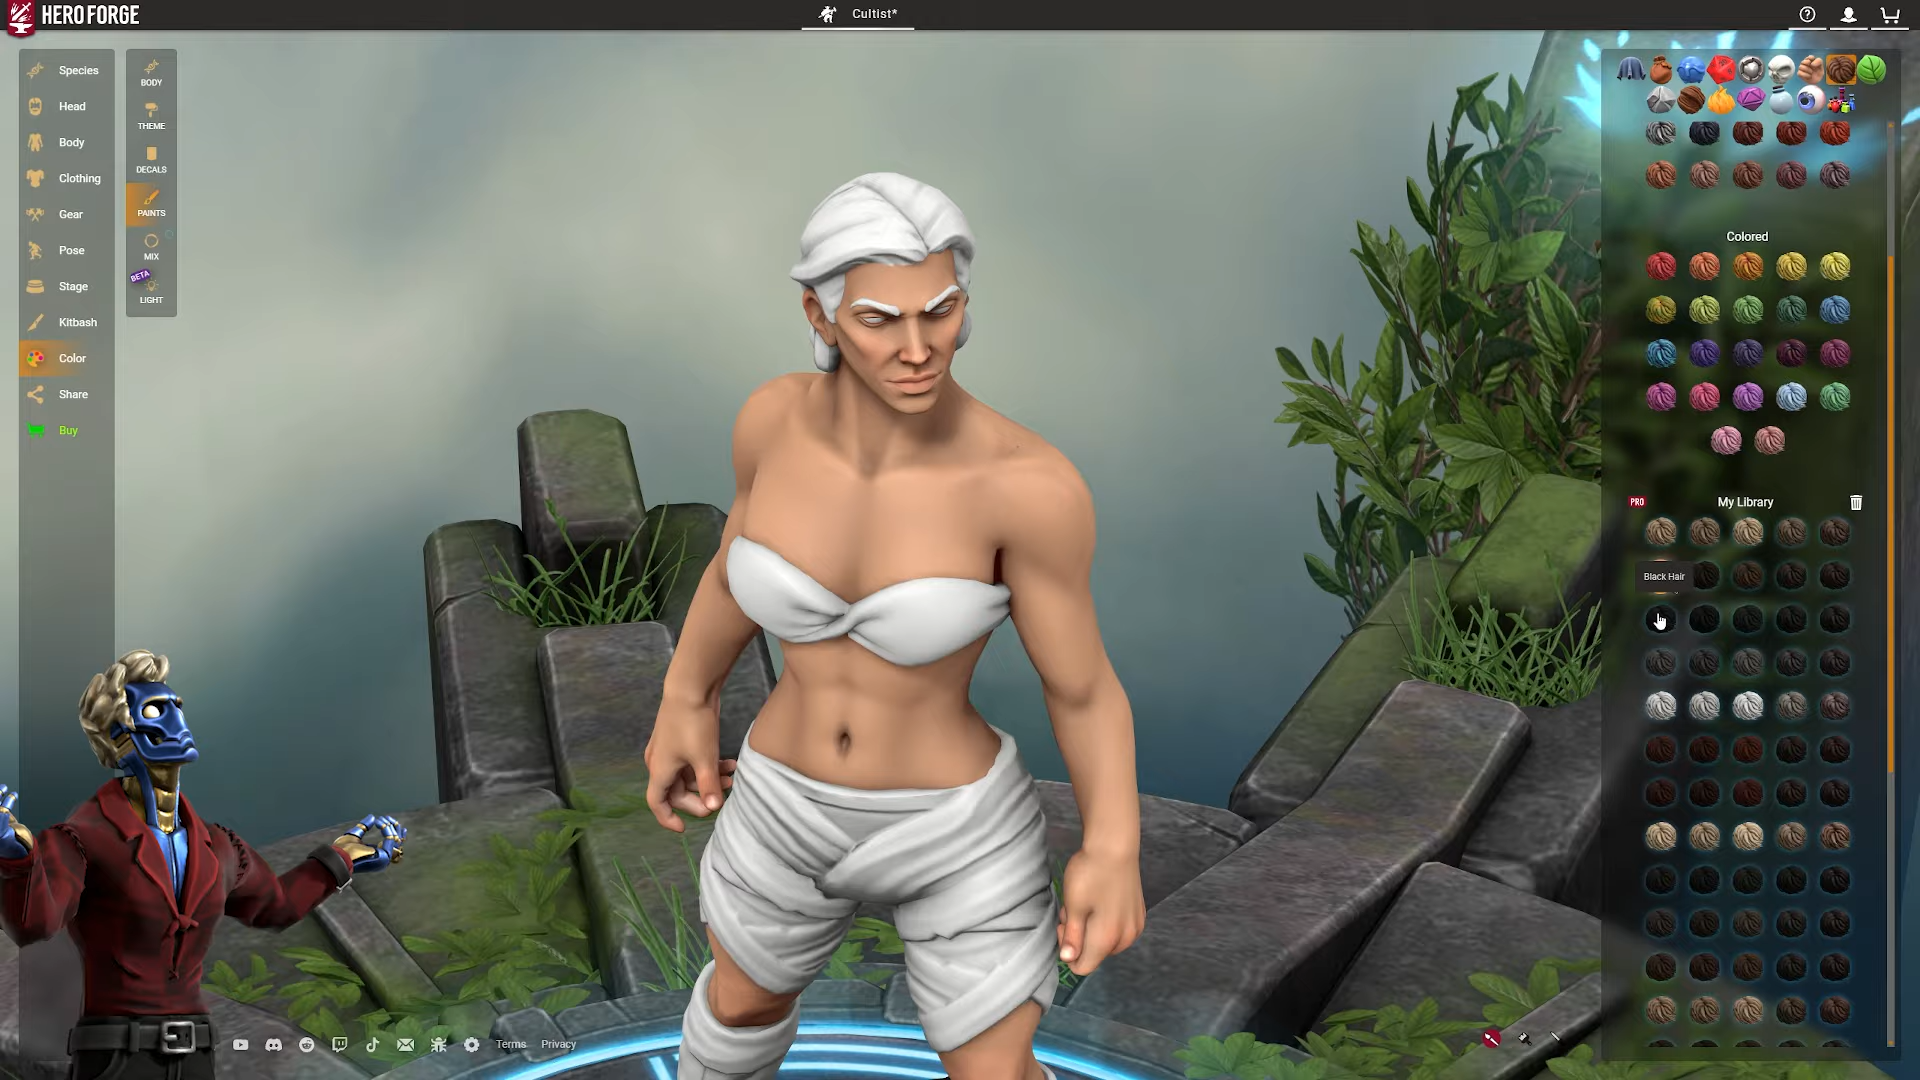 HERO FORGE
Cultist*
Species
Head
Body
Clothing
Gear
Pose
Stage
Kitbash
Color
Share
Buy
BODY
THEME
DECALS
PAINTS
MIX
BETA
LIGHT
Colored
PRO
My Library
Black Hair
Terms
Privacy